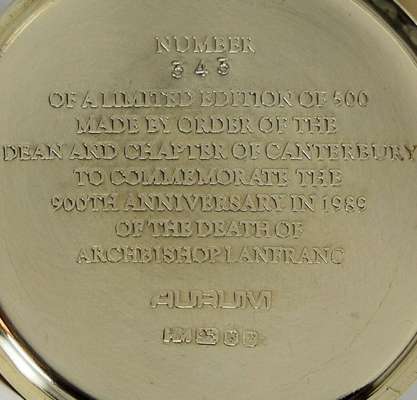 NUMBER
343
OF A LIMITED EDITION OF 500
MADE BY ORDER OF THE
DEAN AND CHAPTER OF CANTERBURY
TO COMMEMORATE THE
900TH ANNIVERSARY IN 1989
OF THE DEATH OF
ARCHBISHOP LANFRANC
AURUM